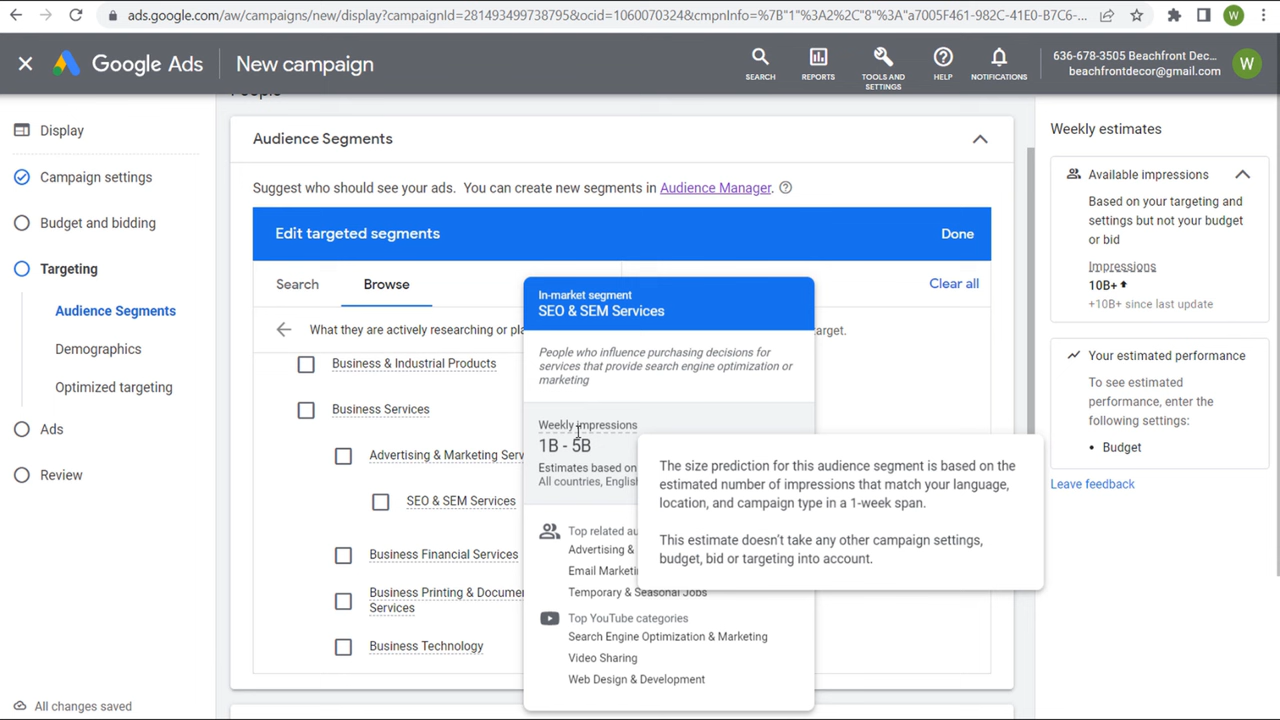 ads.google.com/aw/campaigns/new/display?campaignId=281493499738795&ocid=1060070324&cmpnInfo=%7B"1"%3A2%2C"8"%3A"a7005F461-982C-41E0-B7C6-...
W
Google Ads
New campaign
SEARCH
REPORTS
TOOLS AND
SETTINGS
HELP
NOTIFICATIONS
636-678-3505 Beachfront Dec...
beachfrontdecor@gmail.com
W
Display
Campaign settings
Budget and bidding
Targeting
Audience Segments
Demographics
Optimized targeting
Ads
Review
All changes saved
People
Audience Segments
Suggest who should see your ads. You can create new segments in Audience Manager.
Edit targeted segments
Done
Search
Browse
Clear all
What they are actively researching or pl
target.
Business & Industrial Products
Business Services
Advertising & Marketing Serv
SEO & SEM Services
Business Financial Services
Business Printing & Docume
Services
Business Technology
In-market segment
SEO & SEM Services
People who influence purchasing decisions for
services that provide search engine optimization or
marketing
Weekly impressions
1B - 5B
Estimates based on
All countries, English
Top related au
Advertising &
Email Marketi
Temporary & Seasonal Jobs
Top YouTube categories
Search Engine Optimization & Marketing
Video Sharing
Web Design & Development
The size prediction for this audience segment is based on the
estimated number of impressions that match your language,
location, and campaign type in a 1-week span.
This estimate doesn't take any other campaign settings,
budget, bid or targeting into account.
Weekly estimates
Available impressions
Based on your targeting and
settings but not your budget
or bid
Impressions
10B+
+10B+ since last update
Your estimated performance
To see estimated
performance, enter the
following settings:
• Budget
Leave feedback